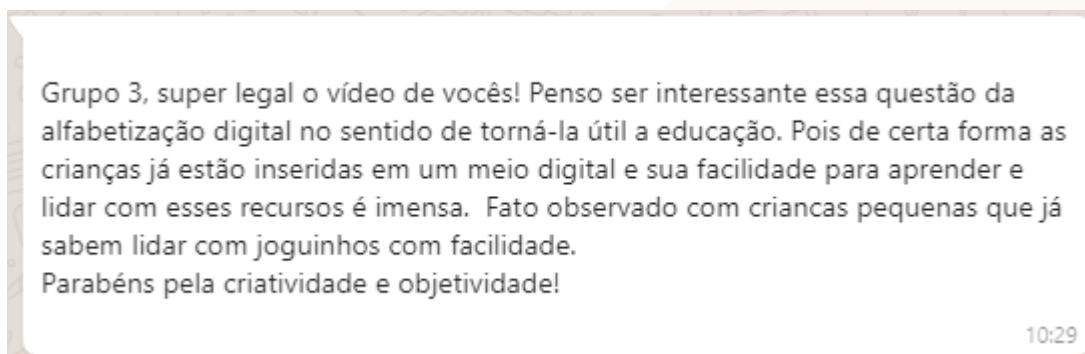 Grupo 3, super legal o vídeo de vocês! Penso ser interessante essa questão da
alfabetização digital no sentido de torná-la útil a educação. Pois de certa forma as
crianças já estão inseridas em um meio digital e sua facilidade para aprender e
lidar com esses recursos é imensa.  Fato observado com criancas pequenas que já
sabem lidar com joguinhos com facilidade.
Parabéns pela criatividade e objetividade!
10:29